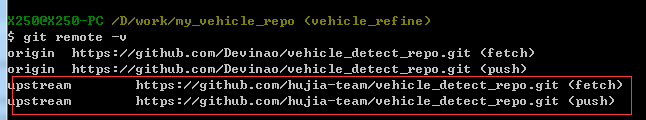 X250@X250-PC /D/work/my_vehicle_repo (vehicle_refine)
$ git remote -v
origin  https://github.com/Devinao/vehicle_detect_repo.git (fetch)
origin  https://github.com/Devinao/vehicle_detect_repo.git (push)
upstream        https://github.com/hujia-team/vehicle_detect_repo.git (fetch)
upstream        https://github.com/hujia-team/vehicle_detect_repo.git (push)